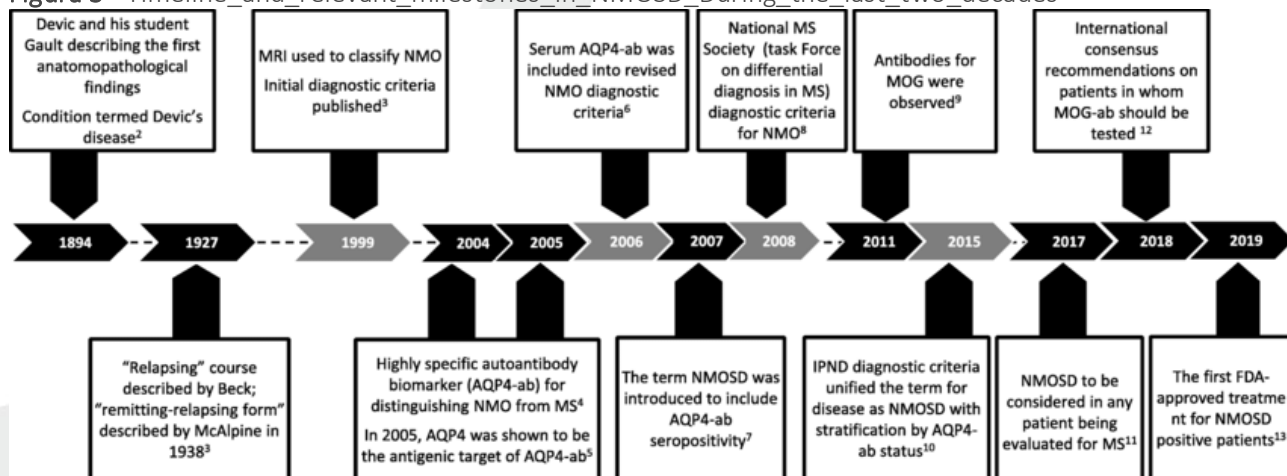 Figure 3 Timeline_and_relevant_milestones_in_NMOSD_During_the_last_two_decades
Devic and his student
Gault describing the first
anatomopathological
findings
Condition termed Devic's
disease²
MRI used to classify NMO
Initial diagnostic criteria
published³
Serum AQP4-ab was
included into revised
NMO diagnostic
criteria⁶
National MS
Society (task Force
on differential
diagnosis in MS)
diagnostic criteria
for NMO⁸
Antibodies for
MOG were
observed⁹
International
consensus
recommendations on
patients in whom
MOG-ab should be
tested ¹²
1894
1927
1999
2004
2005
2006
2007
2008
2011
2015
2017
2018
2019
"Relapsing" course
described by Beck;
"remitting-relapsing form"
described by McAlpine in
1938³
Highly specific autoantibody
biomarker (AQP4-ab) for
distinguishing NMO from MS⁴
In 2005, AQP4 was shown to be
the antigenic target of AQP4-ab⁵
The term NMOSD was
introduced to include
AQP4-ab
seropositivity⁷
IPND diagnostic criteria
unified the term for
disease as NMOSD with
stratification by AQP4-
ab status¹⁰
NMOSD to be
considered in any
patient being
evaluated for MS¹¹
The first FDA-
approved treatme
nt for NMOSD
positive patients¹³